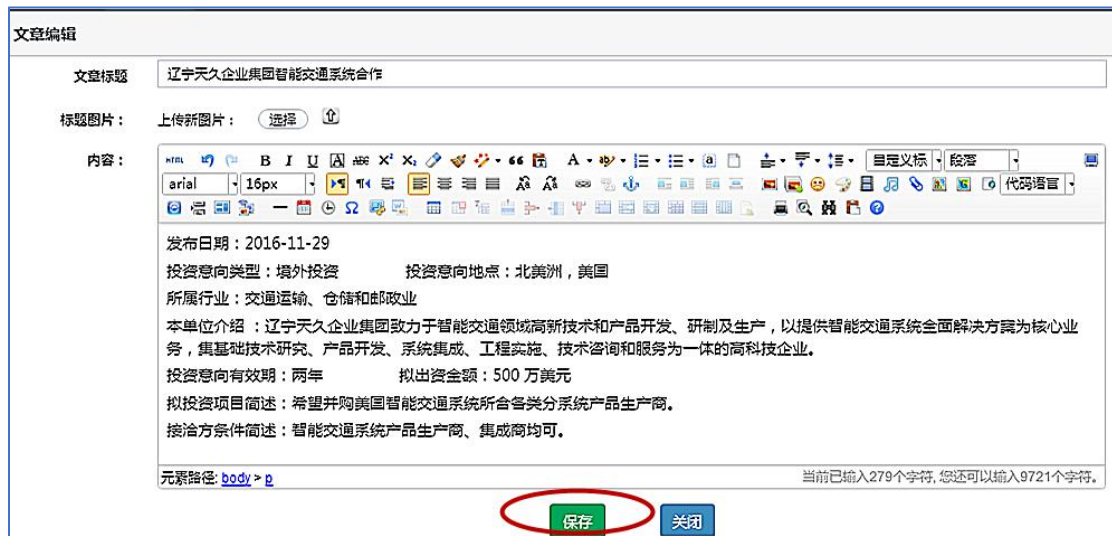 文章编辑
文章标题 辽宁天久企业集团智能交通系统合作
标题图片： 上传新图片： 选择
内容： HTML B I U A ABC X² X₂ 66 A 自定义标 段落
arial 16px 代码语言
发布日期：2016-11-29
投资意向类型：境外投资 投资意向地点：北美洲，美国
所属行业：交通运输、仓储和邮政业
本单位介绍 ：辽宁天久企业集团致力于智能交通领域高新技术和产品开发、研制及生产，以提供智能交通系统全面解决方案为核心业
务，集基础技术研究、产品开发、系统集成、工程实施、技术咨询和服务为一体的高科技企业。
投资意向有效期：两年 拟出资金额：500 万美元
拟投资项目简述：希望并购美国智能交通系统所含各类分系统产品生产商。
接洽方条件简述：智能交通系统产品生产商、集成商均可。
元素路径: body > p 当前已输入279个字符, 您还可以输入9721个字符。
保存 关闭